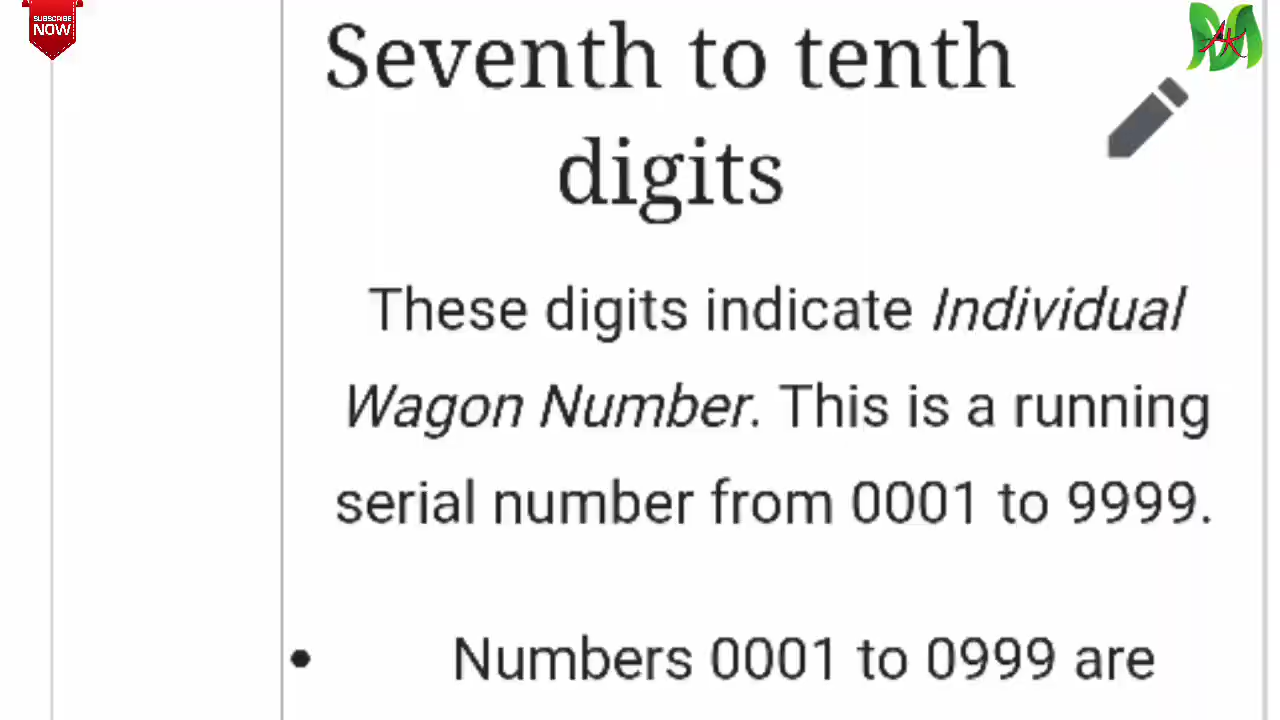 SUBSCRIBE
NOW
Seventh to tenth
digits
These digits indicate Individual
Wagon Number. This is a running
serial number from 0001 to 9999.
• Numbers 0001 to 0999 are